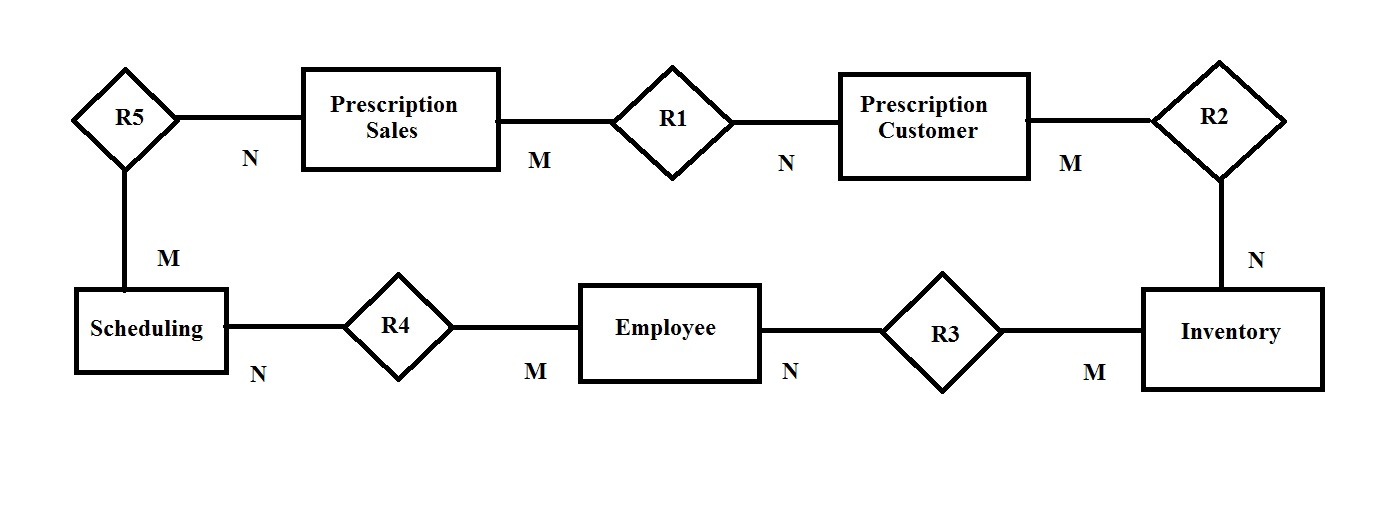 R5
Prescription
Sales
R1
Prescription
Customer
R2
N
M
N
M
M
N
Scheduling
R4
Employee
R3
Inventory
N
M
N
M